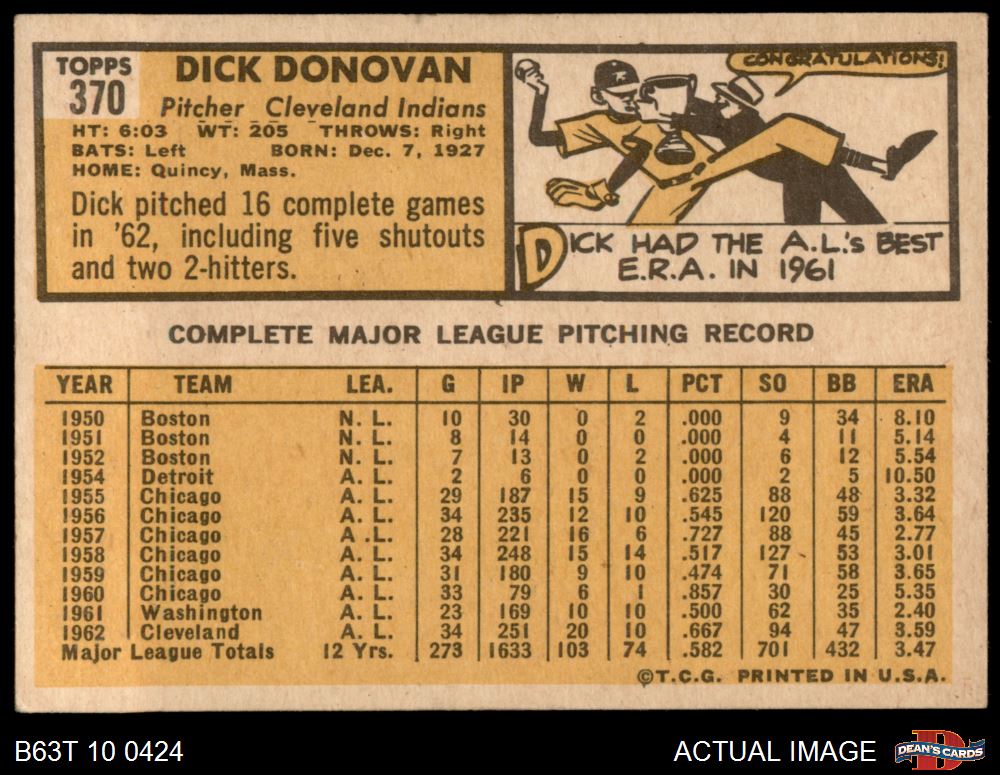 TOPPS
370
DICK DONOVAN
Pitcher Cleveland Indians
HT: 6:03 WT: 205 THROWS: Right
BATS: Left BORN: Dec. 7, 1927
HOME: Quincy, Mass.
Dick pitched 16 complete games
in '62, including five shutouts
and two 2-hitters.
CONGRATULATIONS!
DICK HAD THE A.L.'s BEST
E.R.A. IN 1961
COMPLETE MAJOR LEAGUE PITCHING RECORD
YEAR TEAM LEA. G IP W L PCT SO BB ERA
1950 Boston N. L. 10 30 0 2 .000 9 34 8.10
1951 Boston N. L. 8 14 0 0 .000 4 11 5.14
1952 Boston N. L. 7 13 0 2 .000 6 12 5.54
1954 Detroit A. L. 2 6 0 0 .000 2 5 10.50
1955 Chicago A. L. 29 187 15 9 .625 88 48 3.32
1956 Chicago A. L. 34 235 12 10 .545 120 59 3.64
1957 Chicago A. L. 28 221 16 6 .727 88 45 2.77
1958 Chicago A. L. 34 248 15 14 .517 127 53 3.01
1959 Chicago A. L. 31 180 9 10 .474 71 58 3.65
1960 Chicago A. L. 33 79 6 1 .857 30 25 5.35
1961 Washington A. L. 23 169 10 10 .500 62 35 2.40
1962 Cleveland A. L. 34 251 20 10 .667 94 47 3.59
Major League Totals 12 Yrs. 273 1633 103 74 .582 701 432 3.47
©T.C.G. PRINTED IN U.S.A.
B63T 10 0424 ACTUAL IMAGE DEAN'S CARDS